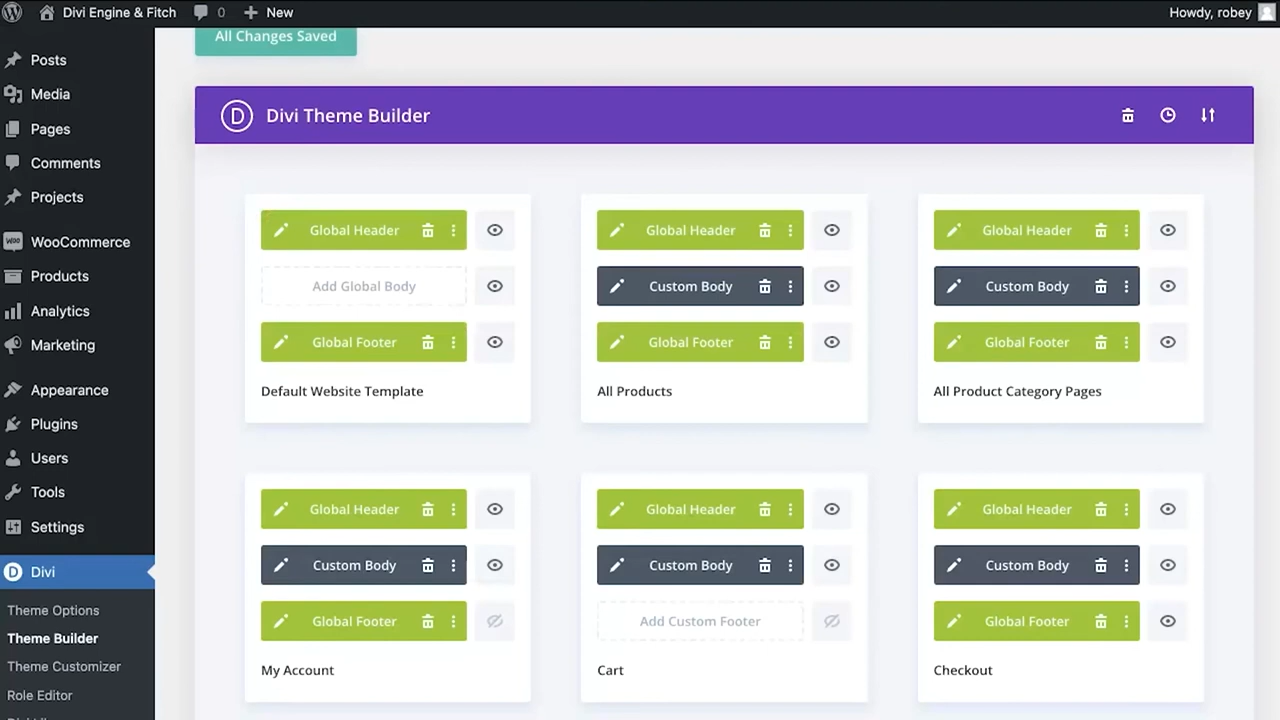 Divi Engine & Fitch
0
New
Howdy, robey
Posts
Media
Pages
Comments
Projects
WooCommerce
Products
Analytics
Marketing
Appearance
Plugins
Users
Tools
Settings
Divi
Theme Options
Theme Builder
Theme Customizer
Role Editor
All Changes Saved
Divi Theme Builder
Global Header
Add Global Body
Global Footer
Default Website Template
Global Header
Custom Body
Global Footer
All Products
Global Header
Custom Body
Global Footer
All Product Category Pages
Global Header
Custom Body
Global Footer
My Account
Global Header
Custom Body
Add Custom Footer
Cart
Global Header
Custom Body
Global Footer
Checkout